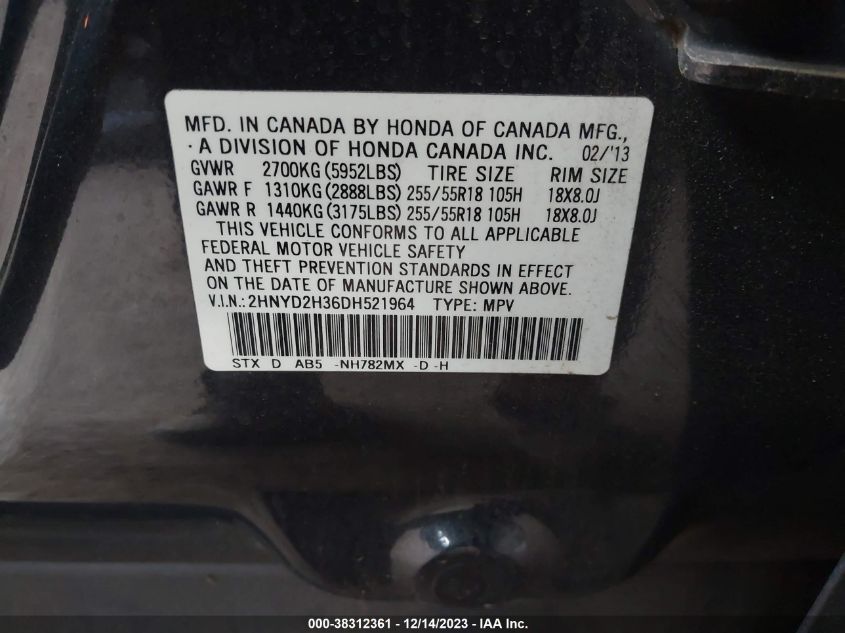 MFD. IN CANADA BY HONDA OF CANADA MFG.,
· A DIVISION OF HONDA CANADA INC. 02/'13
GVWR 2700KG (5952LBS) TIRE SIZE RIM SIZE
GAWR F 1310KG (2888LBS) 255/55R18 105H 18X8.0J
GAWR R 1440KG (3175LBS) 255/55R18 105H 18X8.0J
THIS VEHICLE CONFORMS TO ALL APPLICABLE
FEDERAL MOTOR VEHICLE SAFETY
AND THEFT PREVENTION STANDARDS IN EFFECT
ON THE DATE OF MANUFACTURE SHOWN ABOVE.
V.I.N.: 2HNYD2H36DH521964 TYPE: MPV
STX D AB5 -NH782MX -D -H
000-38312361 - 12/14/2023 - IAA Inc.